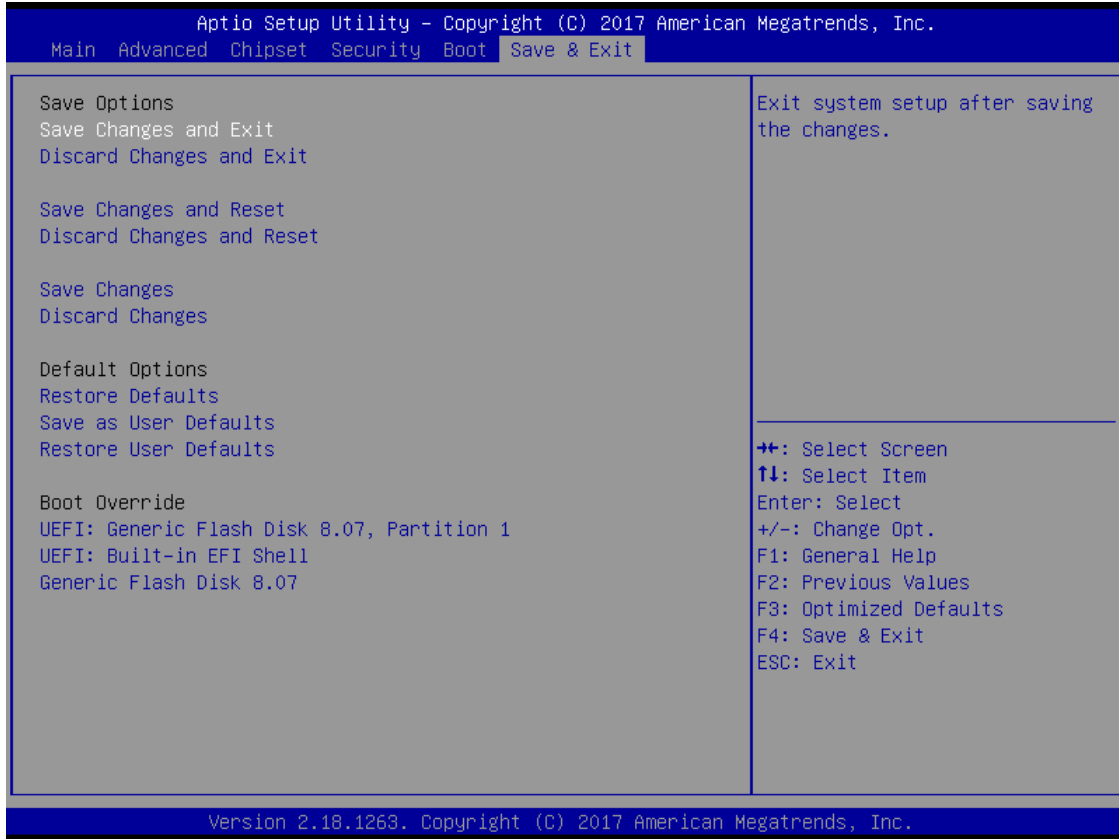 Aptio Setup Utility – Copyright (C) 2017 American Megatrends, Inc.
Main Advanced Chipset Security Boot Save & Exit
Save Options
Save Changes and Exit
Discard Changes and Exit
Save Changes and Reset
Discard Changes and Reset
Save Changes
Discard Changes
Default Options
Restore Defaults
Save as User Defaults
Restore User Defaults
Boot Override
UEFI: Generic Flash Disk 8.07, Partition 1
UEFI: Built-in EFI Shell
Generic Flash Disk 8.07
Exit system setup after saving
the changes.
→←: Select Screen
↑↓: Select Item
Enter: Select
+/-: Change Opt.
F1: General Help
F2: Previous Values
F3: Optimized Defaults
F4: Save & Exit
ESC: Exit
Version 2.18.1263. Copyright (C) 2017 American Megatrends, Inc.